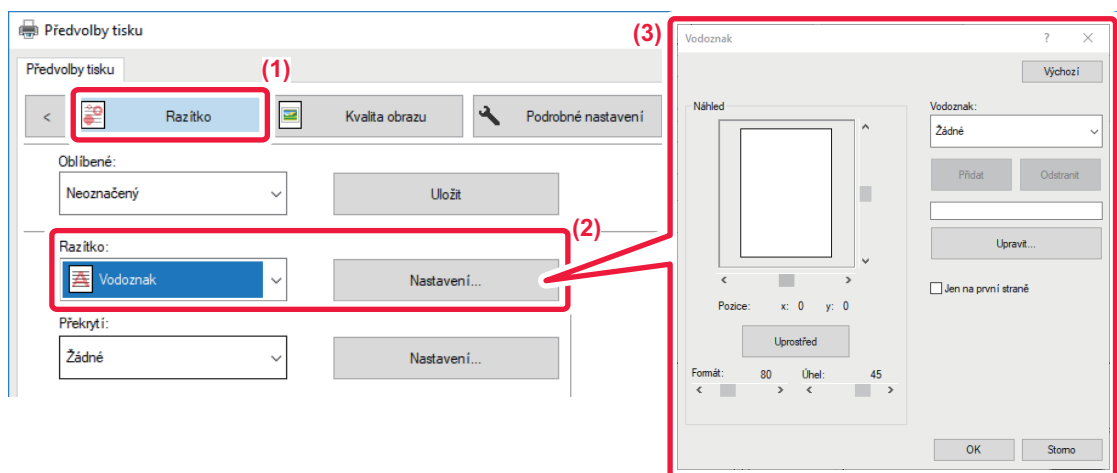 Předvolby tisku
Předvolby tisku
(1)
<
Razítko
Kvalita obrazu
Podrobné nastavení
Oblíbené:
Neoznačený
Uložit
(2)
Razítko:
Vodoznak
Nastavení...
Překrytí:
Žádné
Nastavení...
(3)
Vodoznak
?
Výchozí
Náhled
Pozice: x: 0 y: 0
Uprostřed
Formát: 80 Úhel: 45
Vodoznak:
Žádné
Přidat
Odstranit
Upravit...
Jen na první straně
OK
Storno